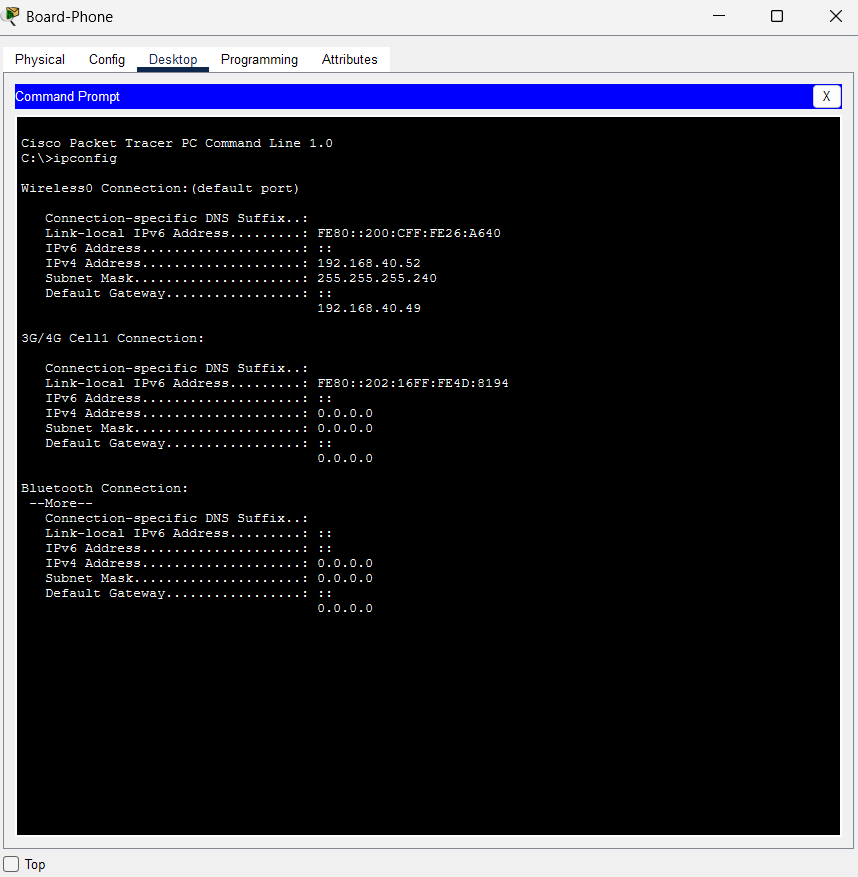 Board-Phone
Physical Config Desktop Programming Attributes
Command Prompt X
Cisco Packet Tracer PC Command Line 1.0
C:\>ipconfig
Wireless0 Connection:(default port)
Connection-specific DNS Suffix..:
Link-local IPv6 Address.........: FE80::200:CFF:FE26:A640
IPv6 Address....................: ::
IPv4 Address....................: 192.168.40.52
Subnet Mask.....................: 255.255.255.240
Default Gateway.................: ::
192.168.40.49
3G/4G Cell1 Connection:
Connection-specific DNS Suffix..:
Link-local IPv6 Address.........: FE80::202:16FF:FE4D:8194
IPv6 Address....................: ::
IPv4 Address....................: 0.0.0.0
Subnet Mask.....................: 0.0.0.0
Default Gateway.................: ::
0.0.0.0
Bluetooth Connection:
--More--
Connection-specific DNS Suffix..:
Link-local IPv6 Address.........: ::
IPv6 Address....................: ::
IPv4 Address....................: 0.0.0.0
Subnet Mask.....................: 0.0.0.0
Default Gateway.................: ::
0.0.0.0
Top